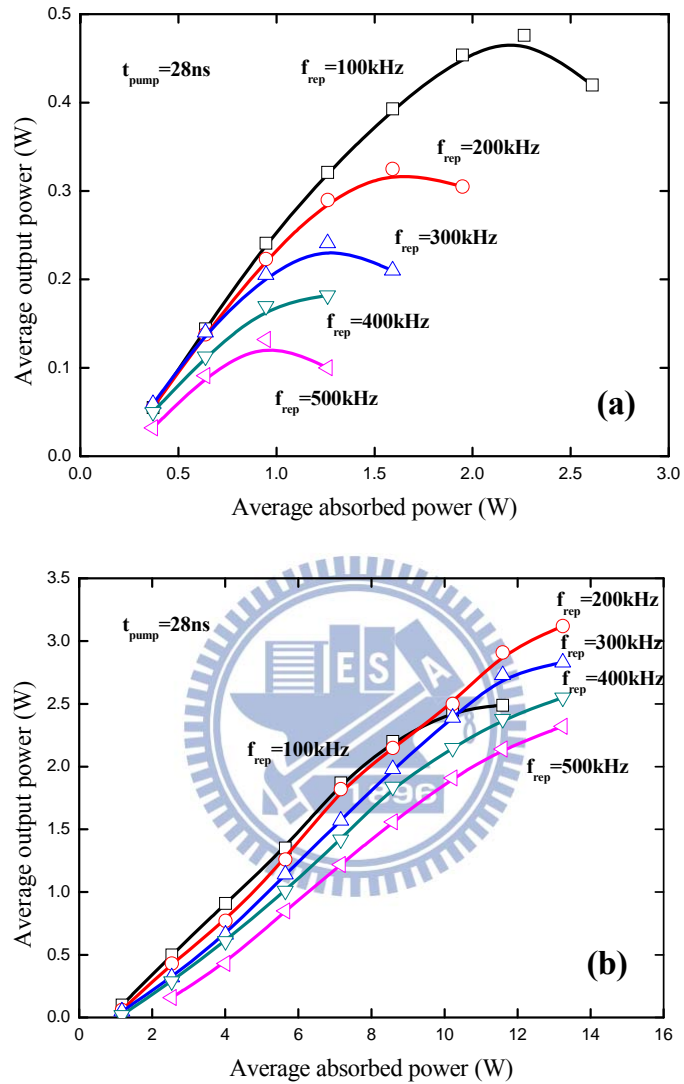 0.5
0.4
0.3
0.2
0.1
0.0
0.0 0.5 1.0 1.5 2.0 2.5 3.0
Average output power (W)
Average absorbed power (W)
t_pump=28ns
f_rep=100kHz
f_rep=200kHz
f_rep=300kHz
f_rep=400kHz
f_rep=500kHz
(a)
3.5
3.0
2.5
2.0
1.5
1.0
0.5
0.0
0 2 4 6 8 10 12 14 16
Average output power (W)
Average absorbed power (W)
t_pump=28ns
f_rep=200kHz
f_rep=300kHz
f_rep=400kHz
f_rep=100kHz
f_rep=500kHz
E S A
8
1896
(b)